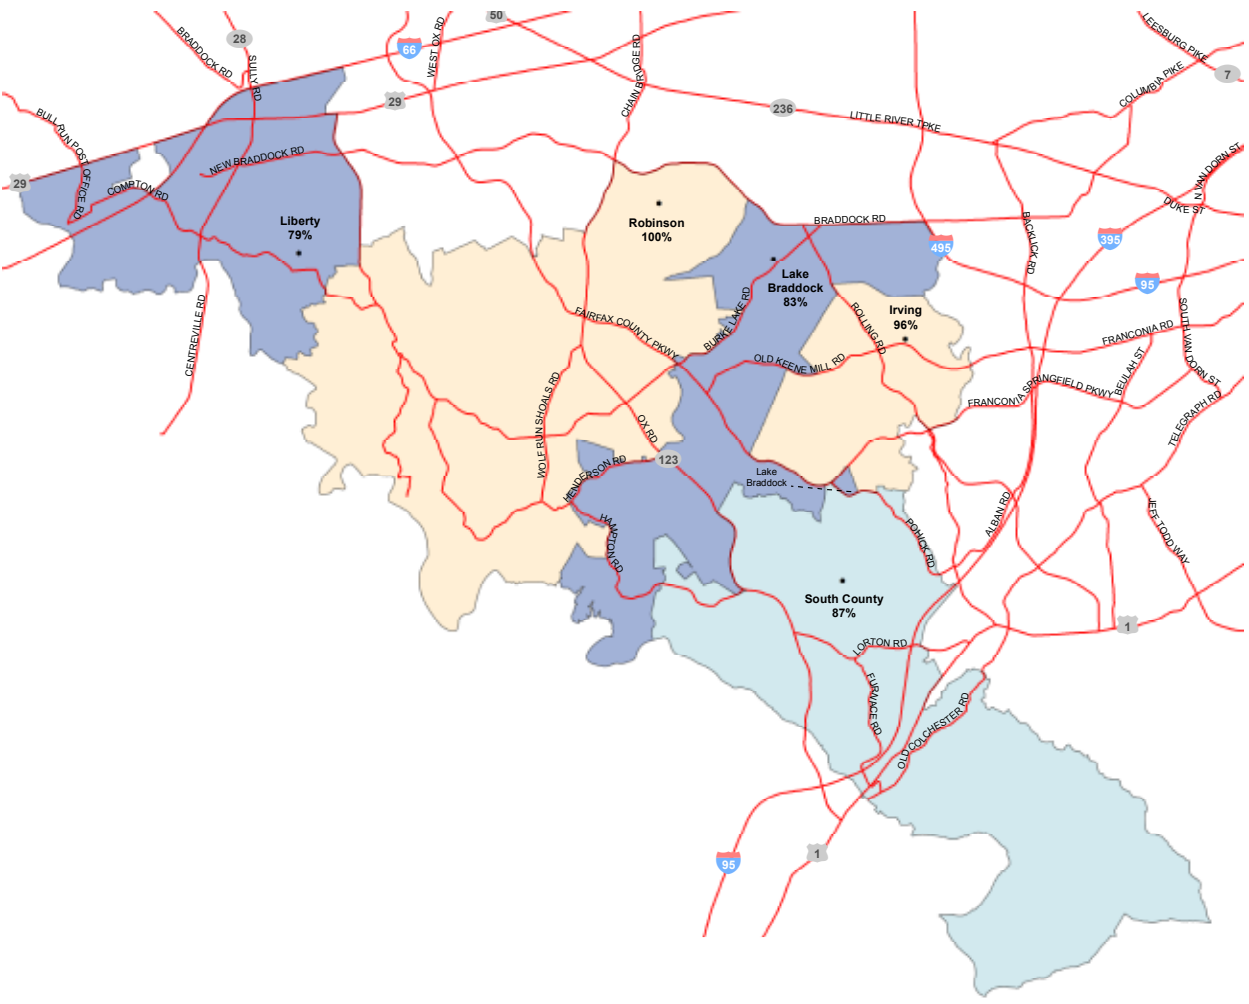 50
BRADDOCK RD
28
SULLY RD
66
WEST OX RD
CHAIN BRIDGE RD
LEESBURG PIKE
7
COLUMBIA PIKE
29
236
LITTLE RIVER TPKE
BULL RUN POST OFFICE RD
NEW BRADDOCK RD
29
COMPTON RD
N VAN DORN ST
DUKE ST
Liberty
79%
Robinson
100%
BRADDOCK RD
BACKLICK RD
495
395
95
Lake
Braddock
83%
CENTREVILLE RD
FAIRFAX COUNTY PKWY
BURKE LAKE RD
ROLLING RD
Irving
96%
FRANCONIA RD
SOUTH VAN DORN ST
OLD KEENE MILL RD
BEULAH ST
FRANCONIA SPRINGFIELD PKWY
TELEGRAPH RD
WOLF RUN SHOALS RD
OX RD
123
HENDERSON RD
Lake
Braddock
HAMPTON RD
POHICK RD
ALBAN RD
JEFF TODD WAY
South County
87%
1
LORTON RD
FURNACE RD
OLD COLCHESTER RD
95
1